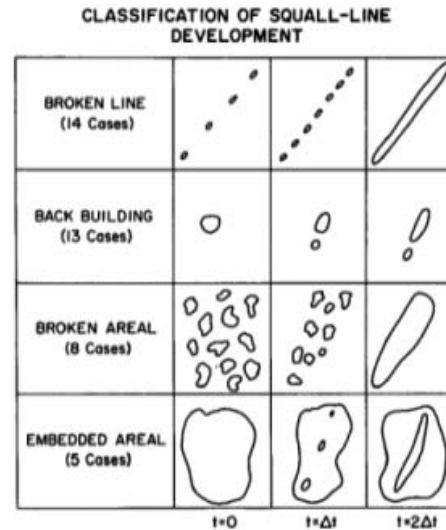 CLASSIFICATION OF SQUALL-LINE
DEVELOPMENT
BROKEN LINE
(14 Cases)
BACK BUILDING
(13 Cases)
BROKEN AREAL
(8 Cases)
EMBEDDED AREAL
(5 Cases)
t=0
t=Δt
t=2Δt